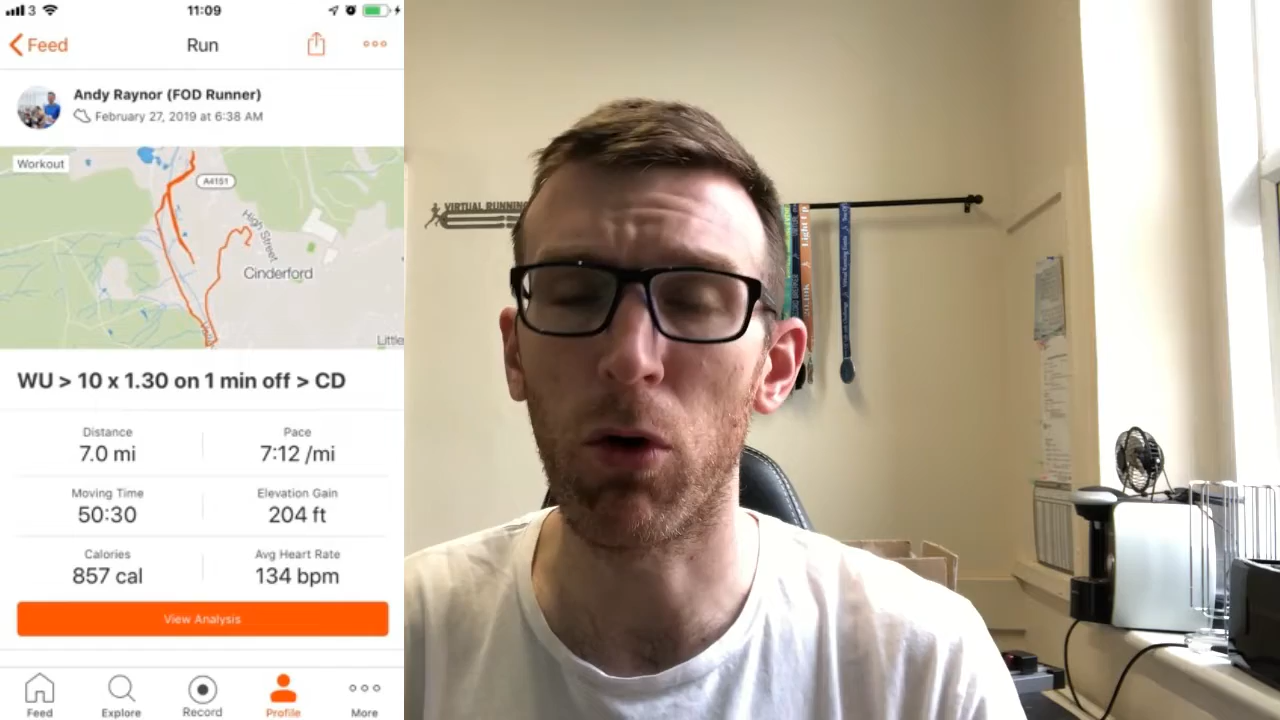 3
11:09
Feed
Run
Andy Raynor (FOD Runner)
February 27, 2019 at 6:38 AM
Workout
A4151
High Street
Cinderford
Little
WU > 10 x 1.30 on 1 min off > CD
Distance
Pace
7.0 mi
7:12 /mi
Moving Time
Elevation Gain
50:30
204 ft
Calories
Avg Heart Rate
857 cal
134 bpm
View Analysis
Feed
Explore
Record
Profile
More
VIRTUAL RUNNING